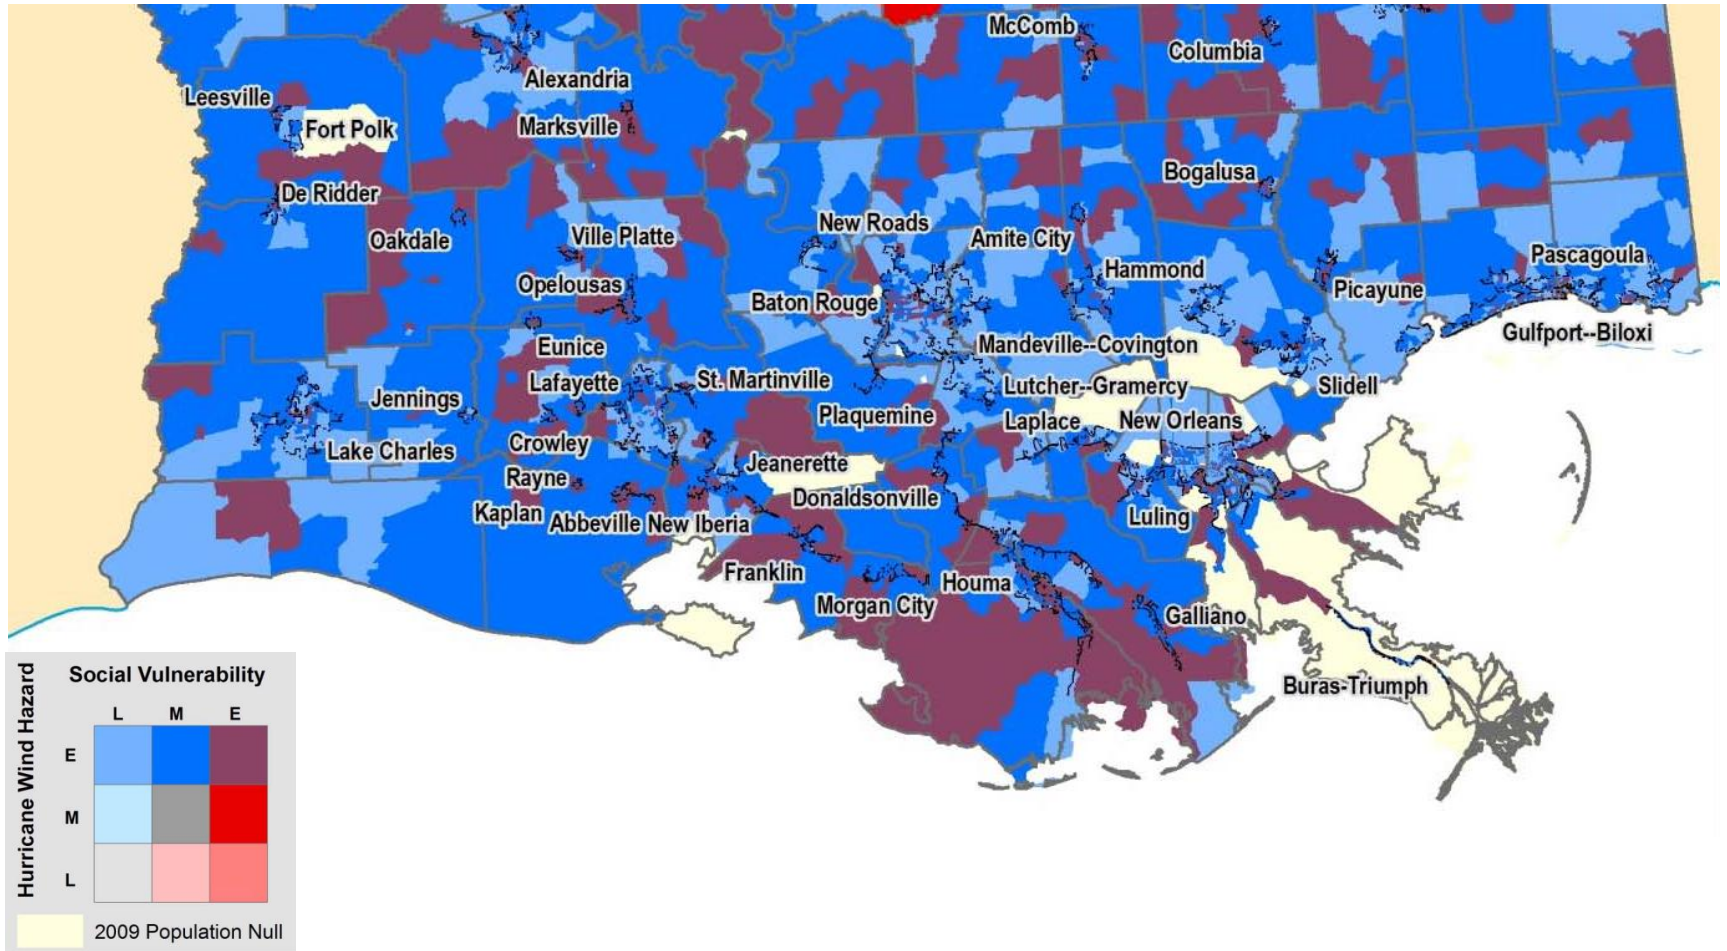 McComb
Columbia
Alexandria
Leesville
Fort Polk
Marksville
Bogalusa
De Ridder
New Roads
Oakdale
Ville Platte
Amite City
Hammond
Pascagoula
Opelousas
Baton Rouge
Picayune
Gulfport--Biloxi
Eunice
Mandeville--Covington
Lafayette
St. Martinville
Lutcher--Gramercy
Slidell
Jennings
Plaquemine
Laplace
New Orleans
Crowley
Lake Charles
Jeanerette
Rayne
Donaldsonville
Kaplan
Abbeville
New Iberia
Luling
Franklin
Houma
Morgan City
Galliano
Buras-Triumph
Social Vulnerability
L M E
Hurricane Wind Hazard
E
M
L
2009 Population Null